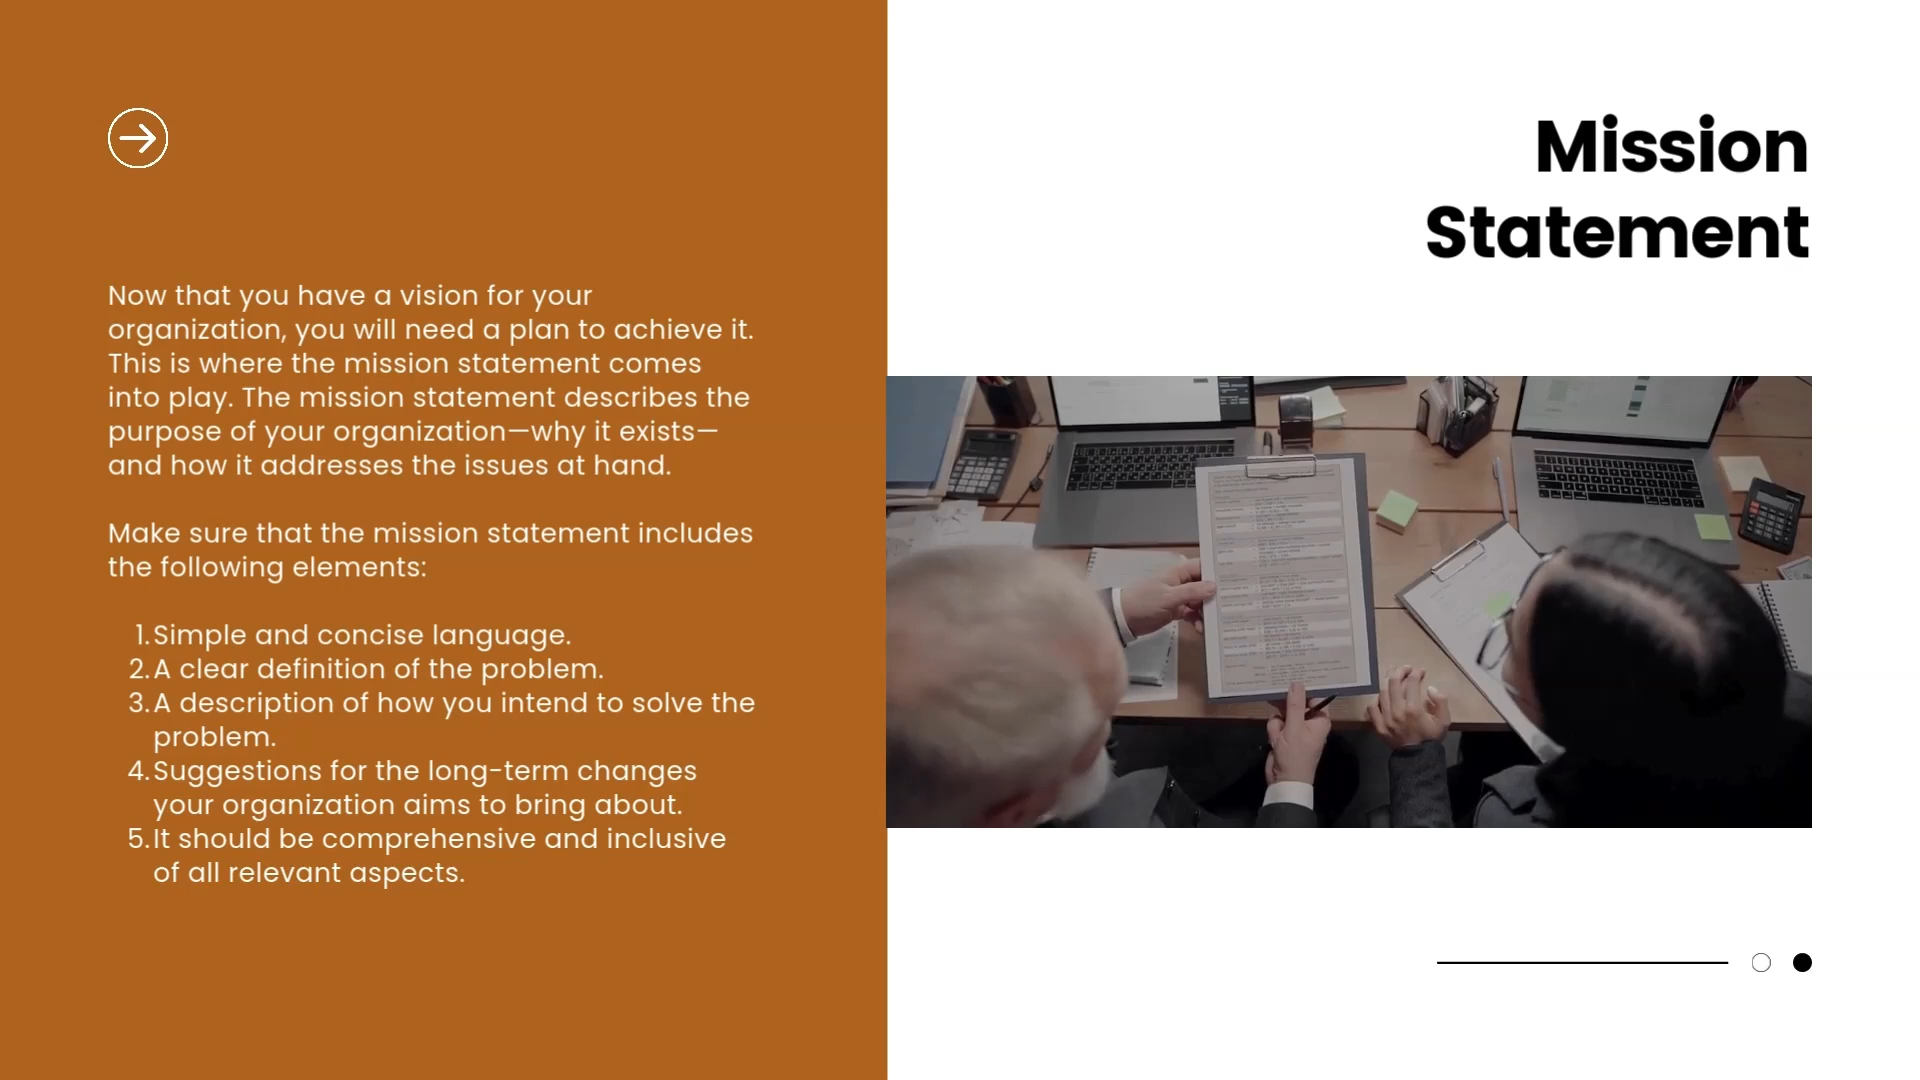 Mission
Statement
Now that you have a vision for your
organization, you will need a plan to achieve it.
This is where the mission statement comes
into play. The mission statement describes the
purpose of your organization—why it exists—
and how it addresses the issues at hand.
Make sure that the mission statement includes
the following elements:
1. Simple and concise language.
2. A clear definition of the problem.
3. A description of how you intend to solve the
problem.
4. Suggestions for the long-term changes
your organization aims to bring about.
5. It should be comprehensive and inclusive
of all relevant aspects.